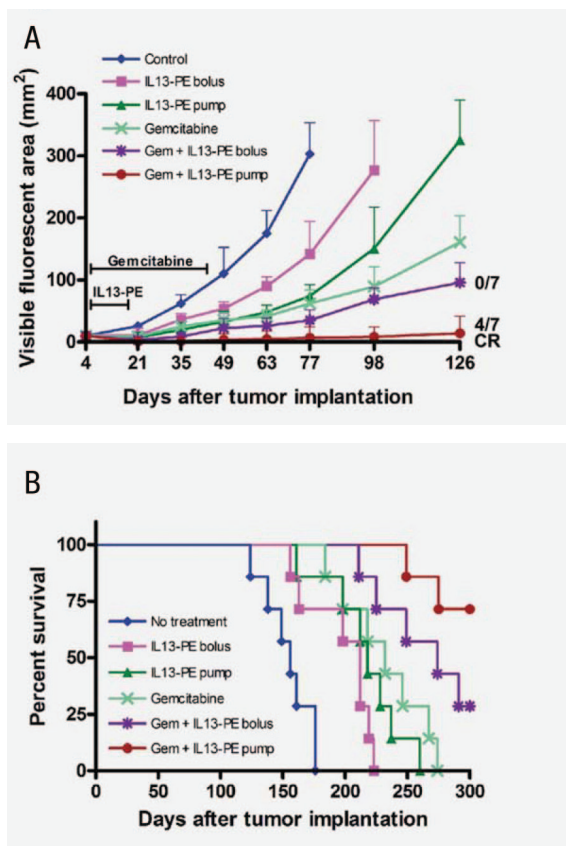 A
Control
IL13-PE bolus
IL13-PE pump
Gemcitabine
Gem + IL13-PE bolus
Gem + IL13-PE pump
Visible fluorescent area (mm²)
400
300
200
100
0
Gemcitabine
IL13-PE
0/7
4/7
CR
4 21 35 49 63 77 98 126
Days after tumor implantation
B
Percent survival
100
75
50
25
0
No treatment
IL13-PE bolus
IL13-PE pump
Gemcitabine
Gem + IL13-PE bolus
Gem + IL13-PE pump
0 50 100 150 200 250 300
Days after tumor implantation